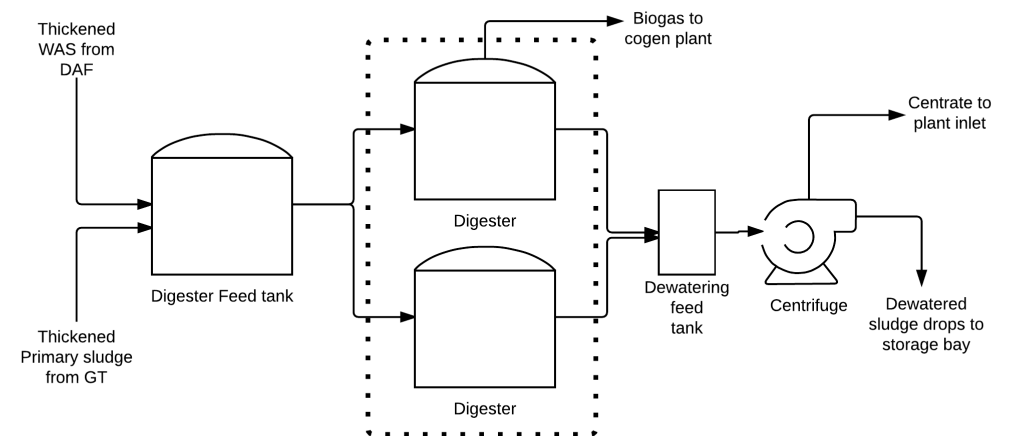 Thickened
WAS from
DAF
Biogas to
cogen plant
Centrate to
plant inlet
Digester
Digester Feed tank
Dewatering
feed
tank
Centrifuge
Dewatered
sludge drops to
storage bay
Thickened
Primary sludge
from GT
Digester